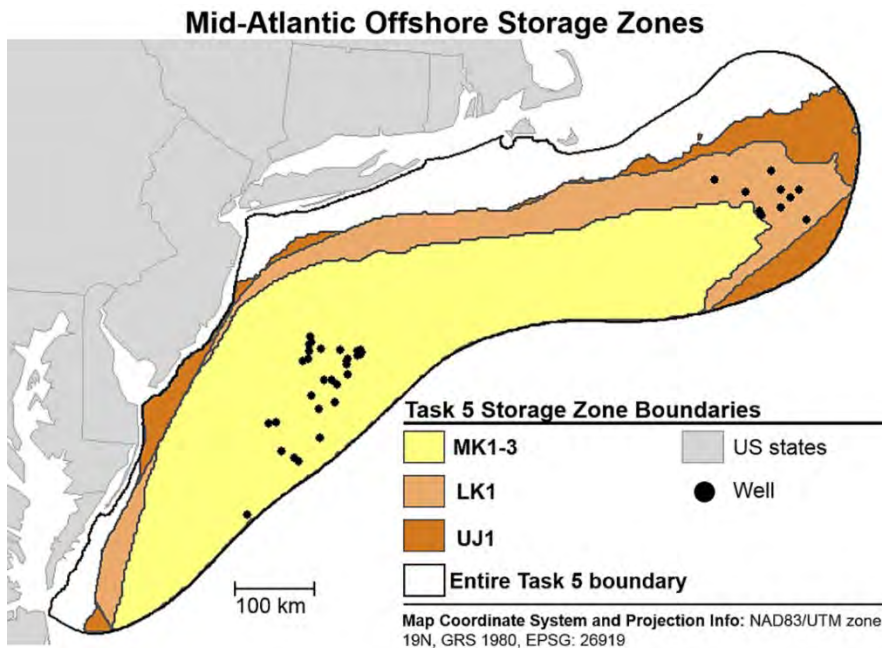 Mid-Atlantic Offshore Storage Zones
Task 5 Storage Zone Boundaries
MK1-3
US states
LK1
Well
UJ1
Entire Task 5 boundary
100 km
Map Coordinate System and Projection Info: NAD83/UTM zone
19N, GRS 1980, EPSG: 26919